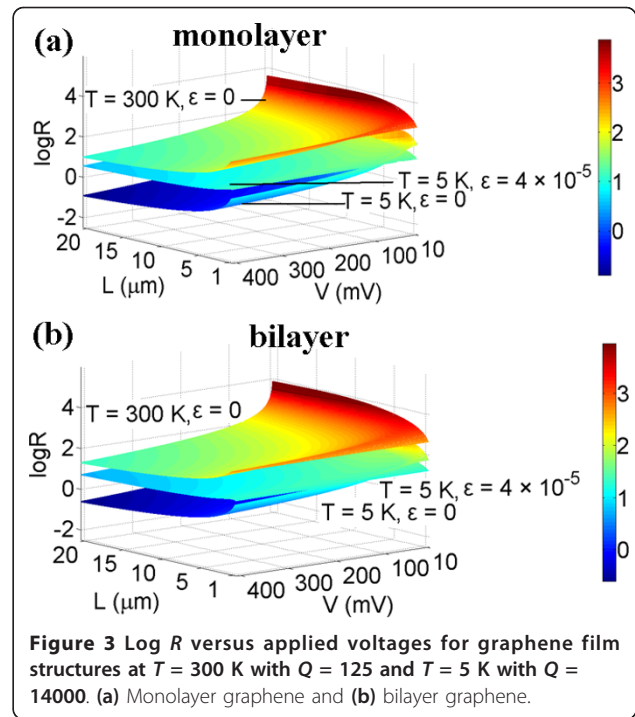 (a) monolayer
logR
4
2
0
-2
T = 300 K, ε = 0
T = 5 K, ε = 4 × 10⁻⁵
T = 5 K, ε = 0
20 15 10 5 1
L (μm)
400 300 200 100 10
V (mV)
3
2
1
0
(b) bilayer
logR
4
2
0
-2
T = 300 K, ε = 0
T = 5 K, ε = 4 × 10⁻⁵
T = 5 K, ε = 0
20 15 10 5 1
L (μm)
400 300 200 100 10
V (mV)
3
2
1
0
Figure 3 Log R versus applied voltages for graphene film
structures at T = 300 K with Q = 125 and T = 5 K with Q =
14000. (a) Monolayer graphene and (b) bilayer graphene.